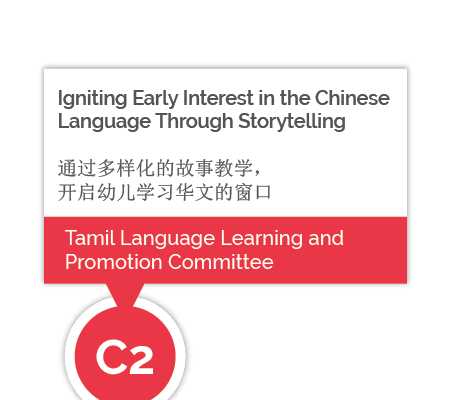 Igniting Early Interest in the Chinese
Language Through Storytelling
通过多样化的故事教学，
开启幼儿学习华文的窗口
Tamil Language Learning and
Promotion Committee
C2